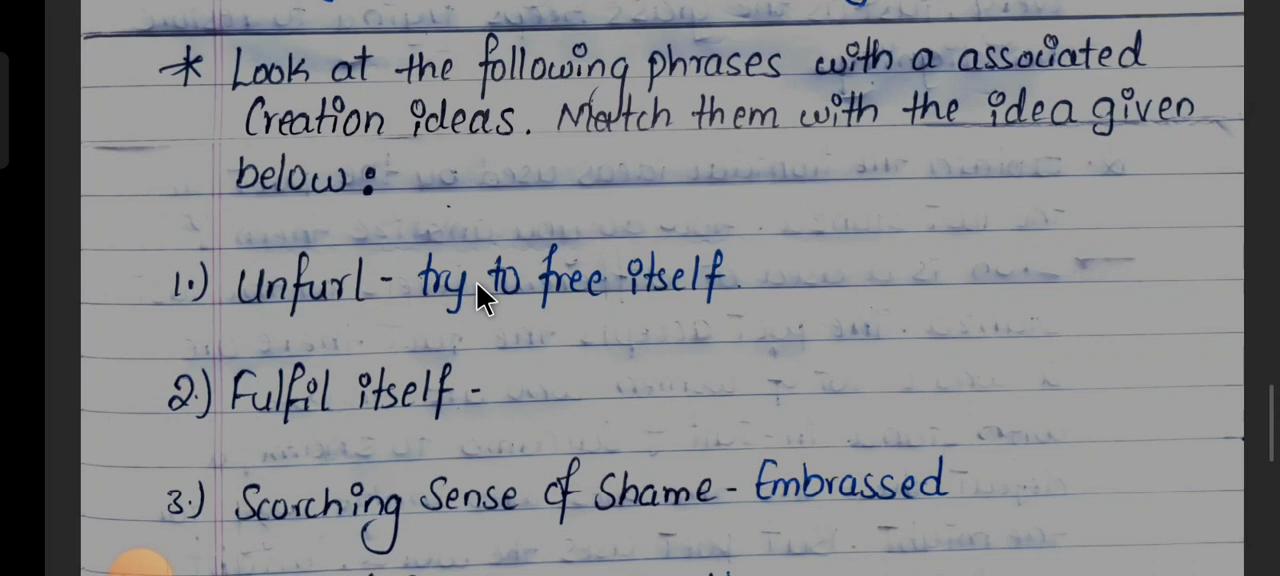 * Look at the following phrases with a associated
Creation ideas. Match them with the idea given
below:
1.) Unfurl - try to free itself.
2.) Fulfil itself -
3.) Scorching Sense of Shame - Embrassed